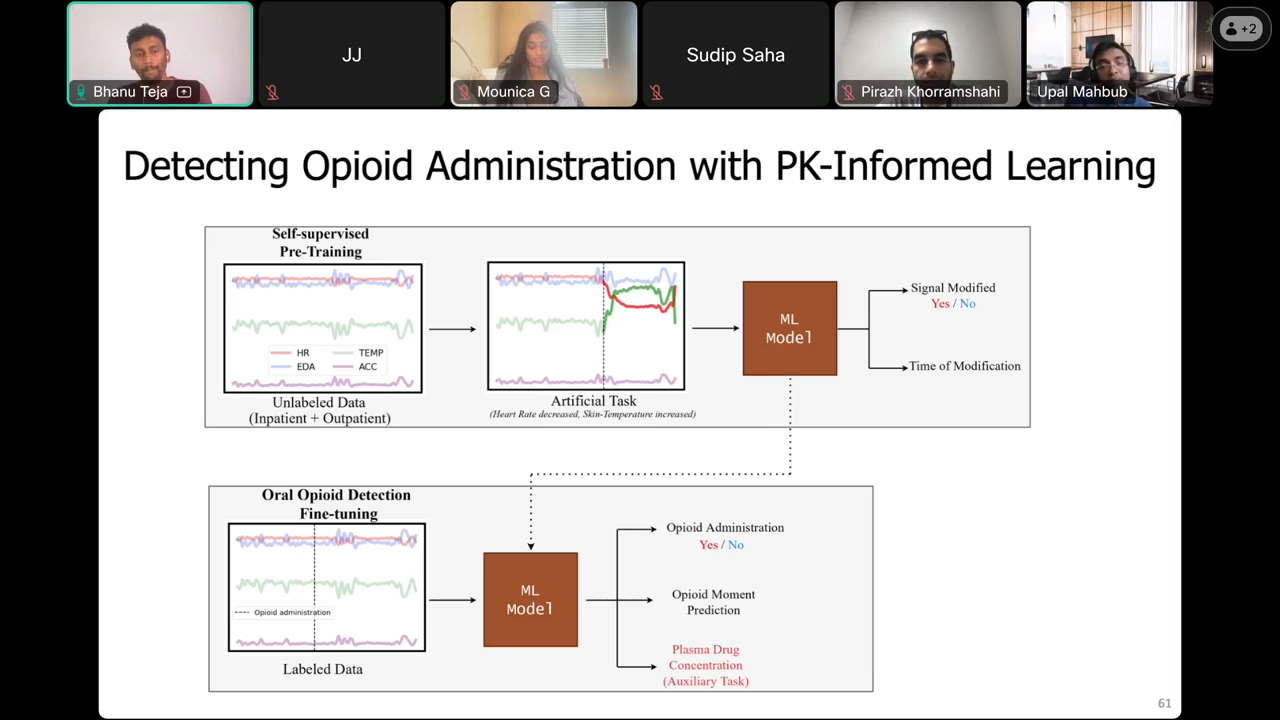 Bhanu Teja
JJ
Mounica G
Sudip Saha
Pirazh Khorramshahi
Upal Mahbub
+2
Detecting Opioid Administration with PK-Informed Learning
Self-supervised
Pre-Training
HR
TEMP
EDA
ACC
Unlabeled Data
(Inpatient + Outpatient)
Artificial Task
(Heart Rate decreased, Skin-Temperature increased)
ML
Model
Signal Modified
Yes / No
Time of Modification
Oral Opioid Detection
Fine-tuning
Opioid administration
Labeled Data
ML
Model
Opioid Administration
Yes / No
Opioid Moment
Prediction
Plasma Drug
Concentration
(Auxiliary Task)
61